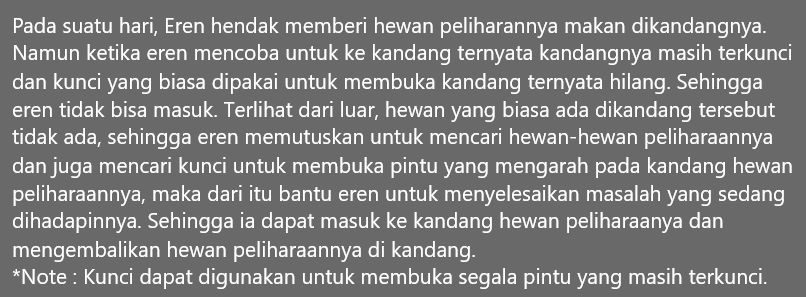 Pada suatu hari, Eren hendak memberi hewan peliharannya makan dikandangnya.
Namun ketika eren mencoba untuk ke kandang ternyata kandangnya masih terkunci
dan kunci yang biasa dipakai untuk membuka kandang ternyata hilang. Sehingga
eren tidak bisa masuk. Terlihat dari luar, hewan yang biasa ada dikandang tersebut
tidak ada, sehingga eren memutuskan untuk mencari hewan-hewan peliharaannya
dan juga mencari kunci untuk membuka pintu yang mengarah pada kandang hewan
peliharaannya, maka dari itu bantu eren untuk menyelesaikan masalah yang sedang
dihadapinnya. Sehingga ia dapat masuk ke kandang hewan peliharaanya dan
mengembalikan hewan peliharaannya di kandang.
*Note : Kunci dapat digunakan untuk membuka segala pintu yang masih terkunci.